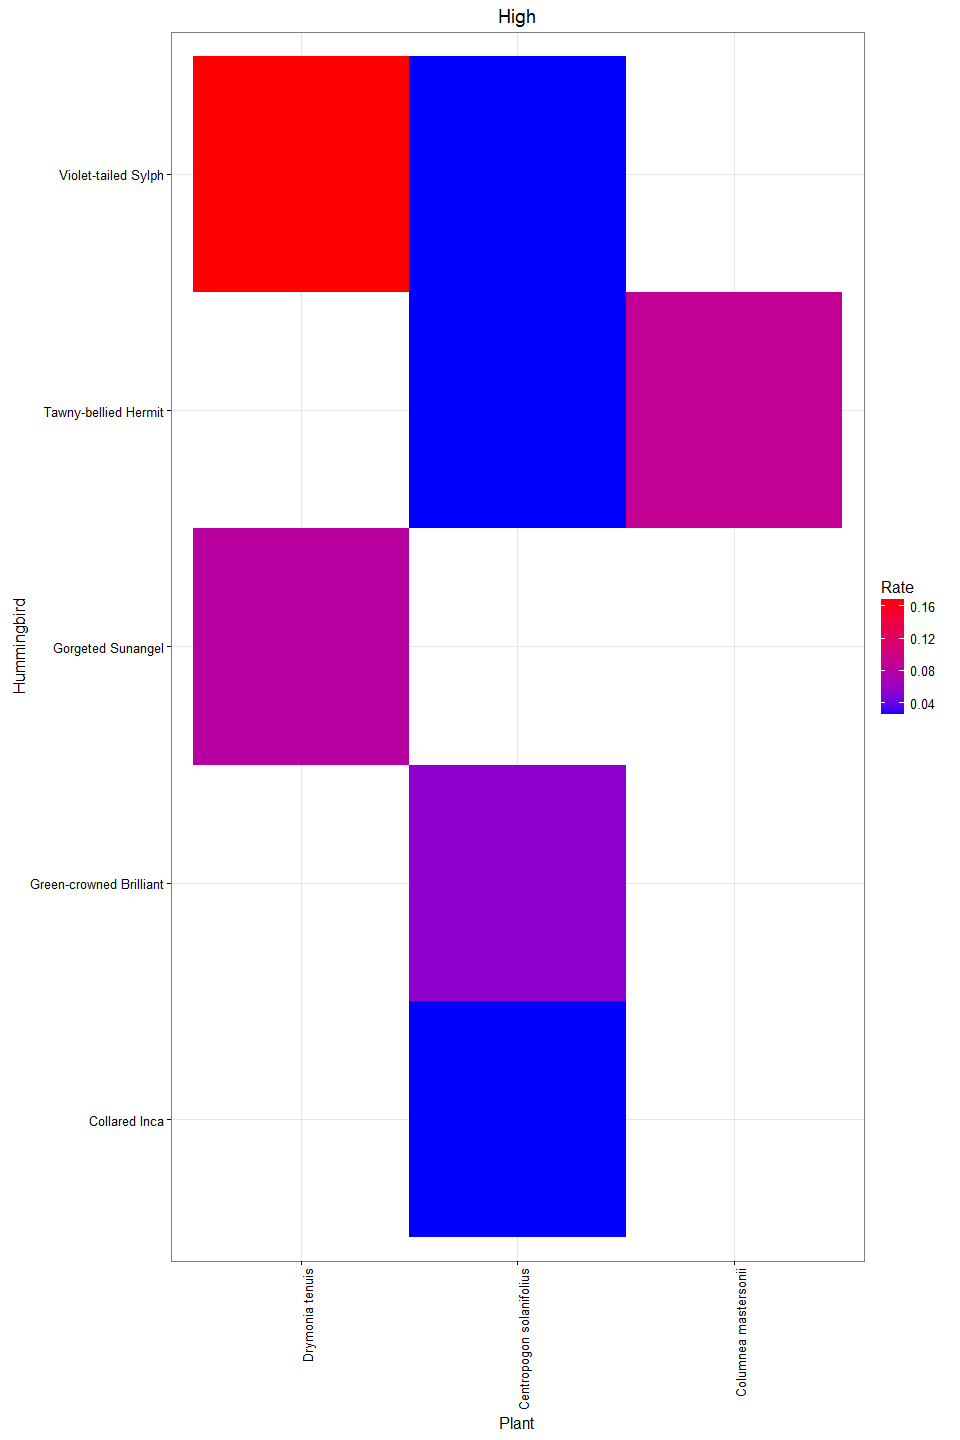 High
Violet-tailed Sylph
Tawny-bellied Hermit
Gorgeted Sunangel
Green-crowned Brilliant
Collared Inca
Hummingbird
Drymonia tenuis
Centropogon solanifolius
Columnea mastersonii
Plant
Rate
0.16
0.12
0.08
0.04